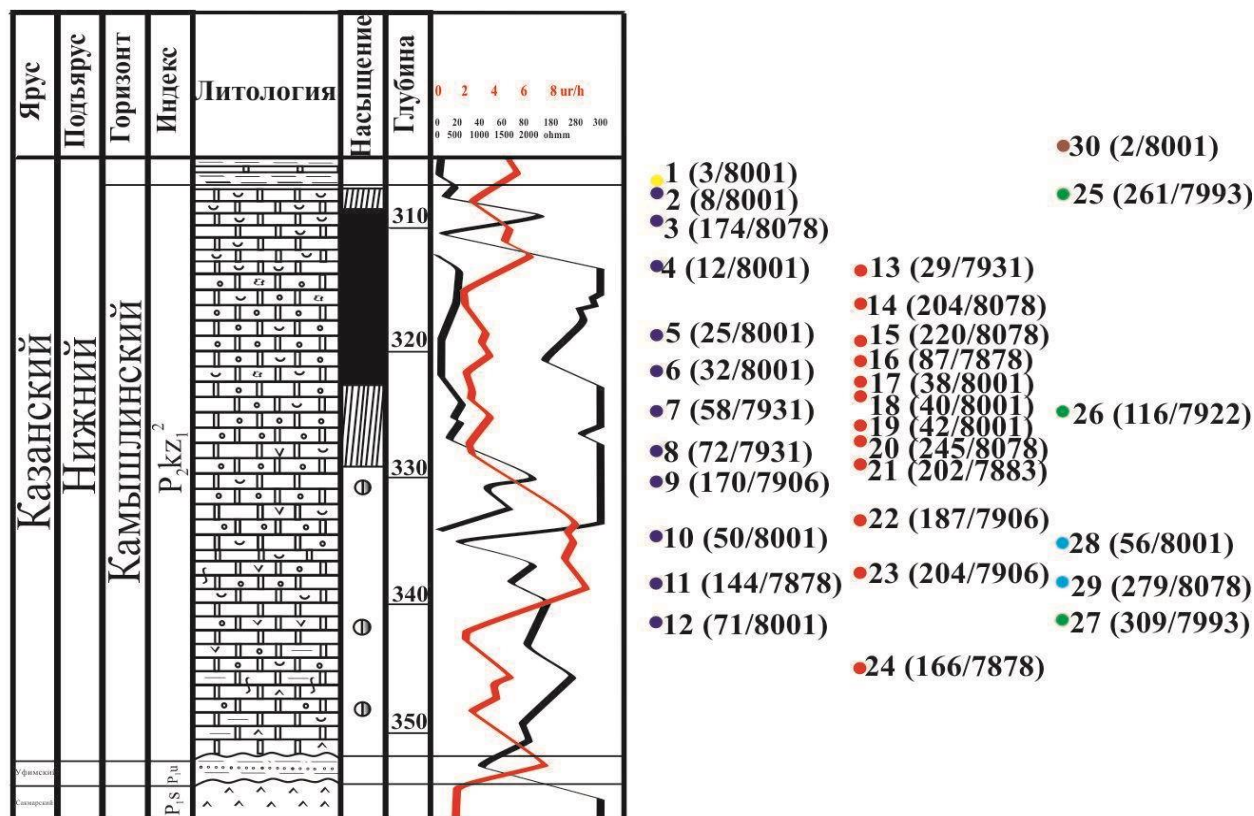 Ярус
Подъярус
Горизонт
Индекс
Литология
Насыщение
Глубина
0 2 4 6 8 ur/h
0 20 40 60 80 180 280 300
0 500 1000 1500 2000 ohmm
Казанский
Нижний
Камышлинский
P₂kz₁²
310
320
330
340
350
Уфимский
P₁u
Сакмарский
P₁s
1 (3/8001)
2 (8/8001)
3 (174/8078)
4 (12/8001)
5 (25/8001)
6 (32/8001)
7 (58/7931)
8 (72/7931)
9 (170/7906)
10 (50/8001)
11 (144/7878)
12 (71/8001)
13 (29/7931)
14 (204/8078)
15 (220/8078)
16 (87/7878)
17 (38/8001)
18 (40/8001)
19 (42/8001)
20 (245/8078)
21 (202/7883)
22 (187/7906)
23 (204/7906)
24 (166/7878)
30 (2/8001)
25 (261/7993)
26 (116/7922)
28 (56/8001)
29 (279/8078)
27 (309/7993)